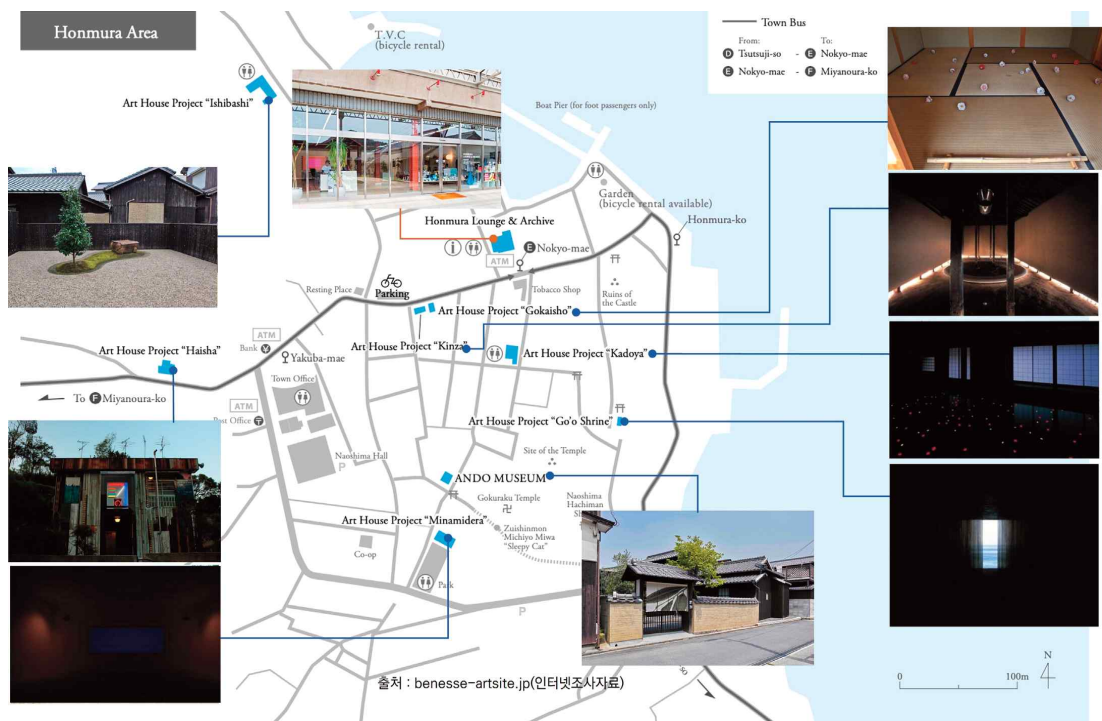 Honmura Area
T.V.C
(bicycle rental)
Town Bus
From: To:
D Tsutsuji-so - E Nokyo-mae
E Nokyo-mae - F Miyanoura-ko
Art House Project "Ishibashi"
Boat Pier (for foot passengers only)
Garden
(bicycle rental available)
Honmura-ko
Honmura Lounge & Archive
ATM
E Nokyo-mae
Resting Place
Parking
Tobacco Shop
Ruins of
the Castle
Art House Project "Gokaisho"
Art House Project "Kinza"
Art House Project "Kadoya"
ATM
Bank
Yakuba-mae
Art House Project "Haisha"
Town Office
To F Miyanoura-ko
ATM
Post Office
Naoshima Hall
P
Art House Project "Go'o Shrine"
Site of the Temple
ANDO MUSEUM
Gokuraku Temple
Naoshima
Hachiman
Zuishinmon
Michiyo Miwa
"Sleepy Cat"
Art House Project "Minamidera"
Co-op
Park
P
출처 : benesse-artsite.jp(인터넷조사자료)
N
0 100m